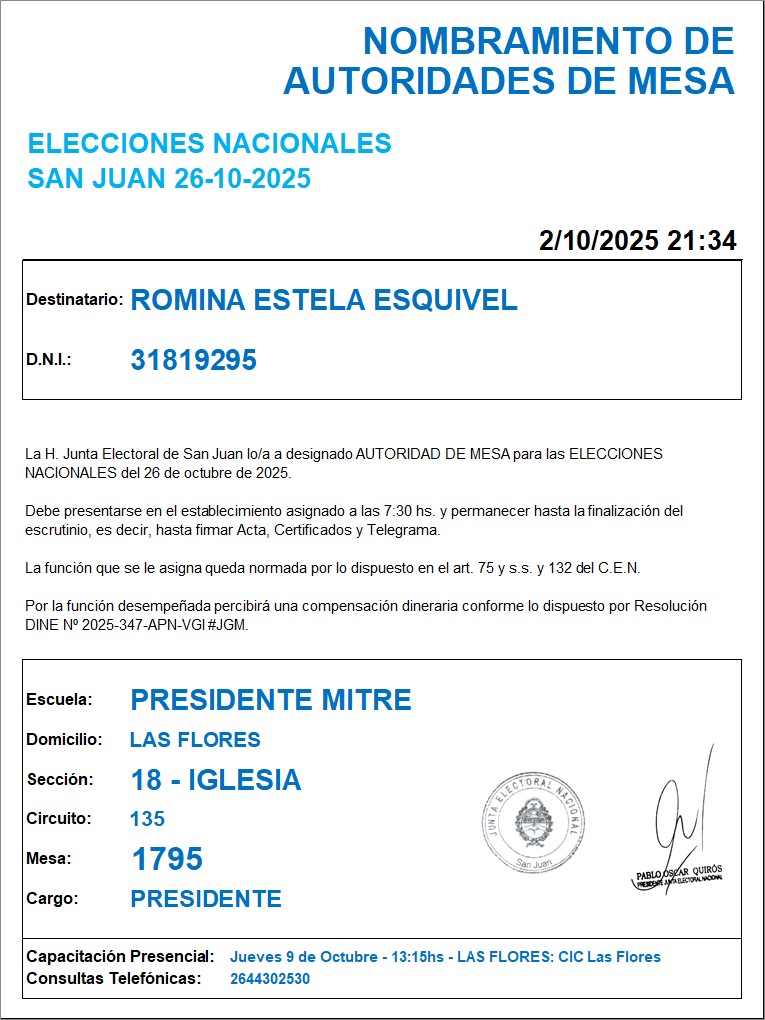 NOMBRAMIENTO DE
AUTORIDADES DE MESA
ELECCIONES NACIONALES
SAN JUAN 26-10-2025
2/10/2025 21:34
Destinatario: ROMINA ESTELA ESQUIVEL
D.N.I.: 31819295
La H. Junta Electoral de San Juan lo/a a designado AUTORIDAD DE MESA para las ELECCIONES
NACIONALES del 26 de octubre de 2025.
Debe presentarse en el establecimiento asignado a las 7:30 hs. y permanecer hasta la finalización del
escrutinio, es decir, hasta firmar Acta, Certificados y Telegrama.
La función que se le asigna queda normada por lo dispuesto en el art. 75 y s.s. y 132 del C.E.N.
Por la función desempeñada percibirá una compensación dineraria conforme lo dispuesto por Resolución
DINE Nº 2025-347-APN-VGI#JGM.
Escuela: PRESIDENTE MITRE
Domicilio: LAS FLORES
Sección: 18 - IGLESIA
Circuito: 135
Mesa: 1795
Cargo: PRESIDENTE
JUNTA ELECTORAL NACIONAL
San Juan
PABLO OSCAR QUIRÓS
PRESIDENTE JUNTA ELECTORAL NACIONAL
Capacitación Presencial: Jueves 9 de Octubre - 13:15hs - LAS FLORES: CIC Las Flores
Consultas Telefónicas: 2644302530